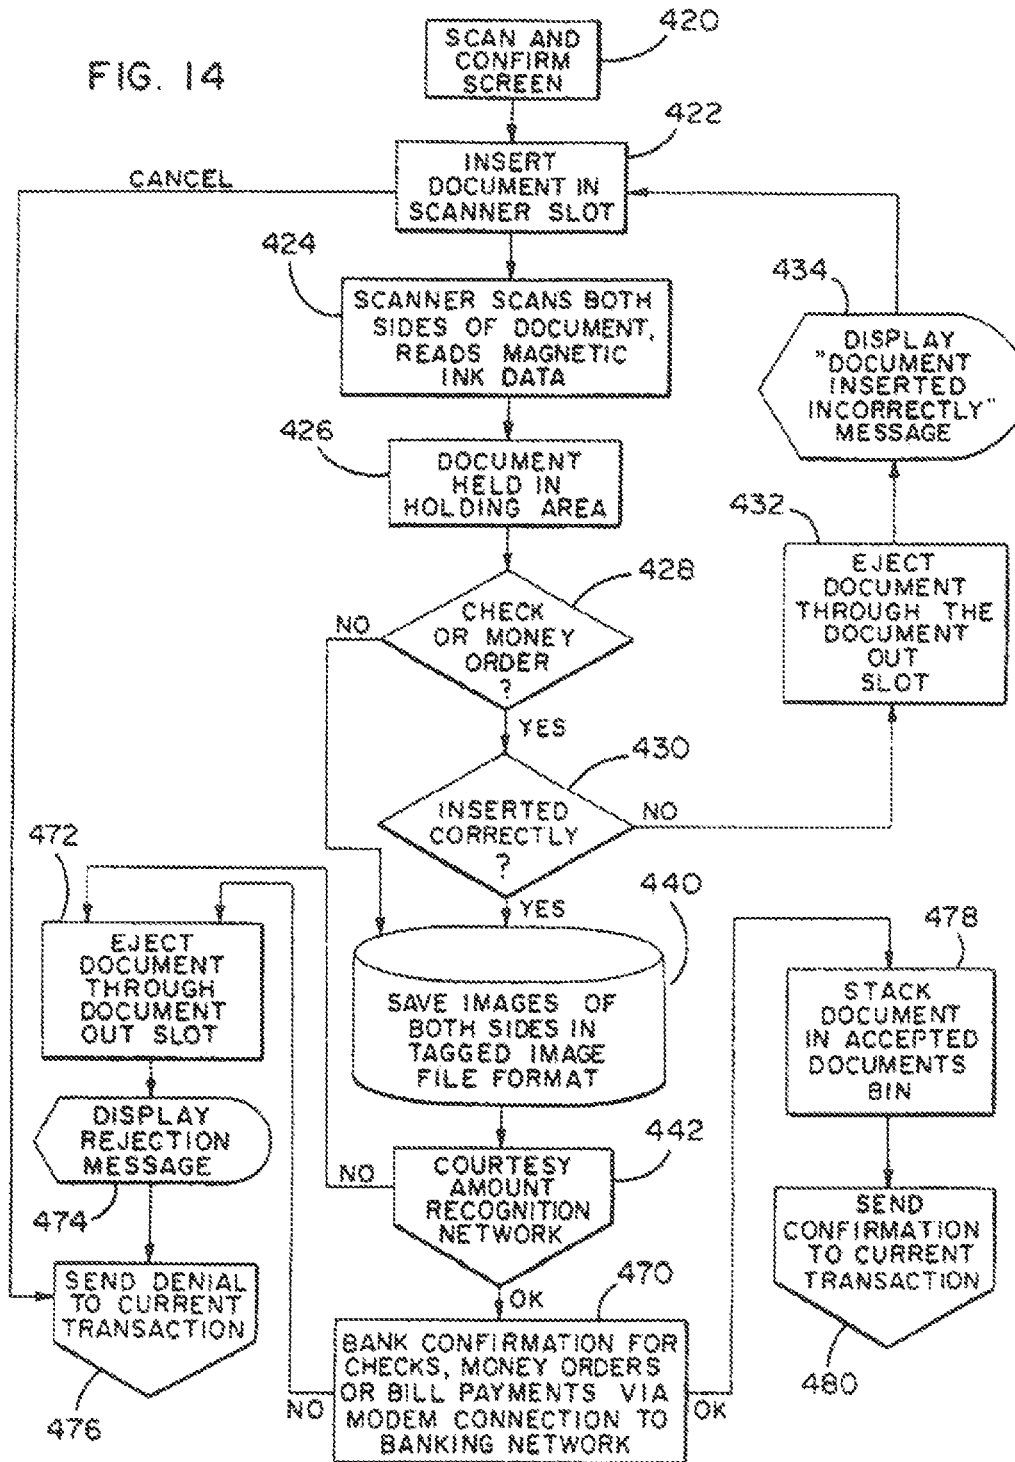 FIG. 14
420
SCAN AND
CONFIRM
SCREEN
422
INSERT
DOCUMENT IN
SCANNER SLOT
CANCEL
424
SCANNER SCANS BOTH
SIDES OF DOCUMENT,
READS MAGNETIC
INK DATA
426
DOCUMENT
HELD IN
HOLDING AREA
428
CHECK
OR MONEY
ORDER
?
NO
YES
430
INSERTED
CORRECTLY
?
NO
YES
432
EJECT
DOCUMENT
THROUGH THE
DOCUMENT
OUT
SLOT
434
DISPLAY
"DOCUMENT
INSERTED
INCORRECTLY"
MESSAGE
440
SAVE IMAGES OF
BOTH SIDES IN
TAGGED IMAGE
FILE FORMAT
442
COURTESY
AMOUNT
RECOGNITION
NETWORK
NO
OK
470
BANK CONFIRMATION FOR
CHECKS, MONEY ORDERS
OR BILL PAYMENTS VIA
MODEM CONNECTION TO
BANKING NETWORK
NO
OK
472
EJECT
DOCUMENT
THROUGH
DOCUMENT
OUT SLOT
DISPLAY
REJECTION
MESSAGE
474
SEND DENIAL
TO CURRENT
TRANSACTION
476
478
STACK
DOCUMENT
IN ACCEPTED
DOCUMENTS
BIN
SEND
CONFIRMATION
TO CURRENT
TRANSACTION
480